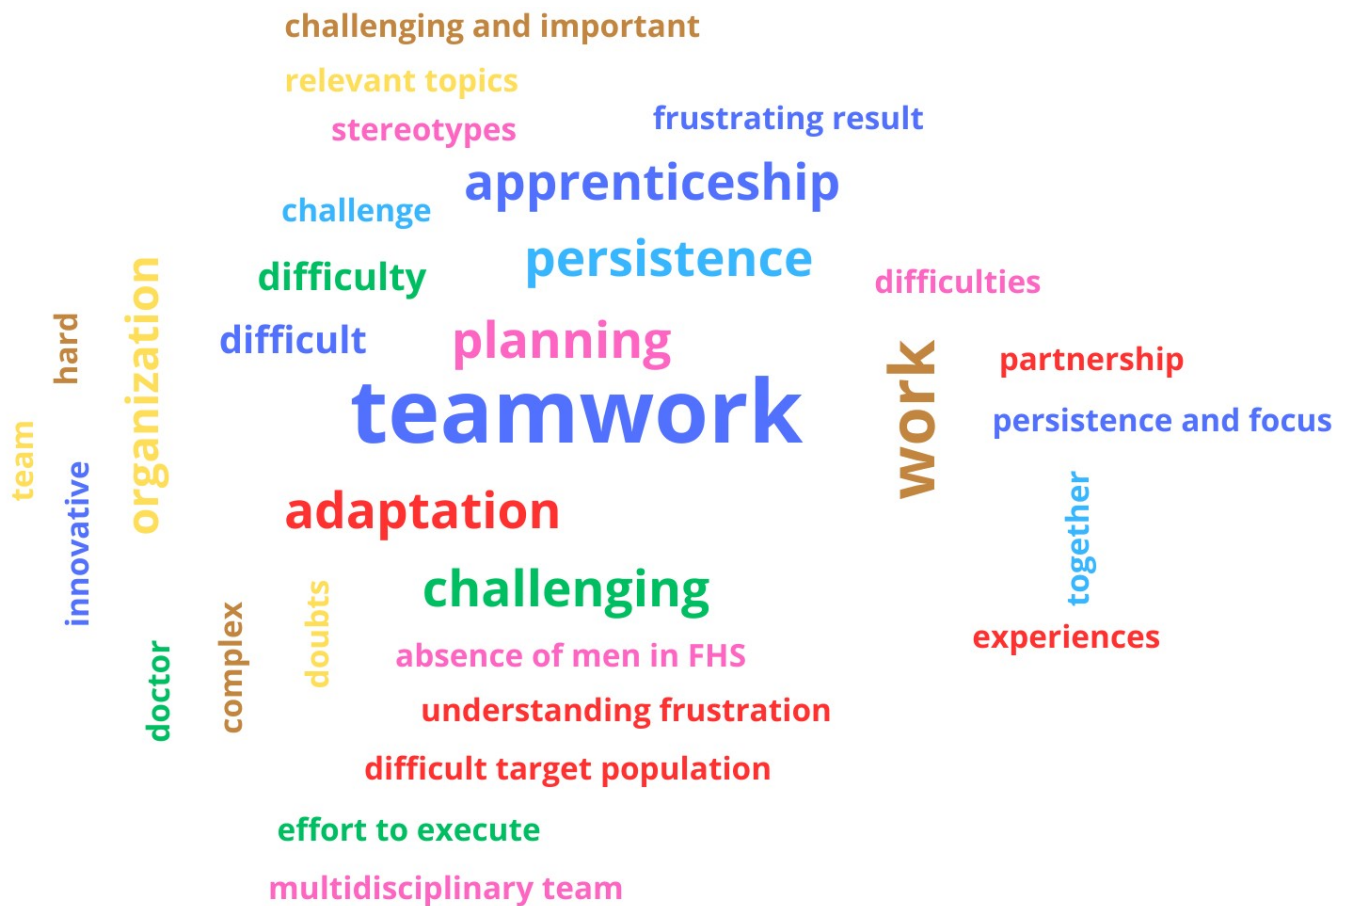 challenging and important
relevant topics
frustrating result
stereotypes
apprenticeship
challenge
persistence
difficulty
difficulties
organization
hard
difficult
planning
work
partnership
teamwork
persistence and focus
team
innovative
adaptation
together
challenging
doubts
complex
experiences
absence of men in FHS
doctor
understanding frustration
difficult target population
effort to execute
multidisciplinary team